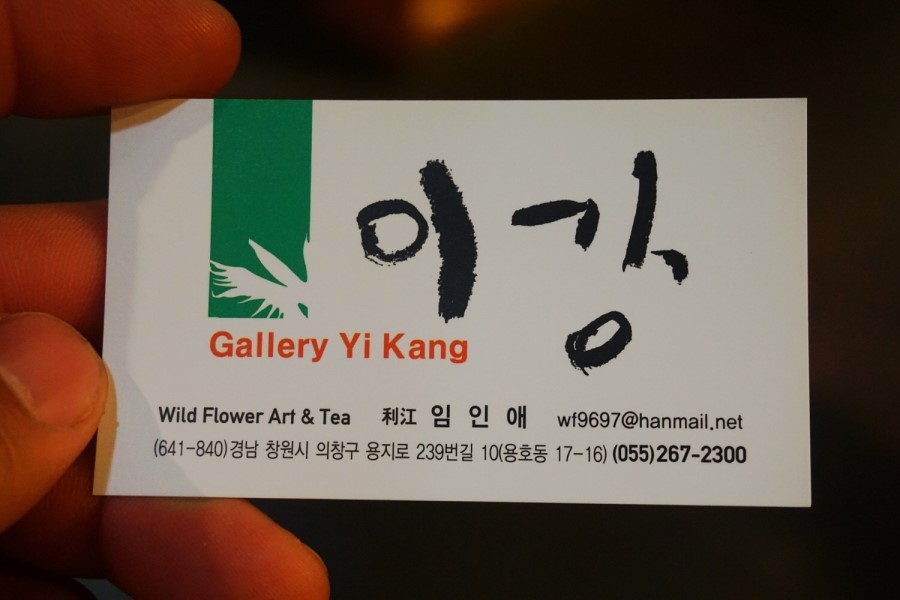 이강
Gallery Yi Kang
Wild Flower Art & Tea 利江 임인애 wf9697@hanmail.net
(641-840)경남 창원시 의창구 용지로 239번길 10(용호동 17-16) (055)267-2300